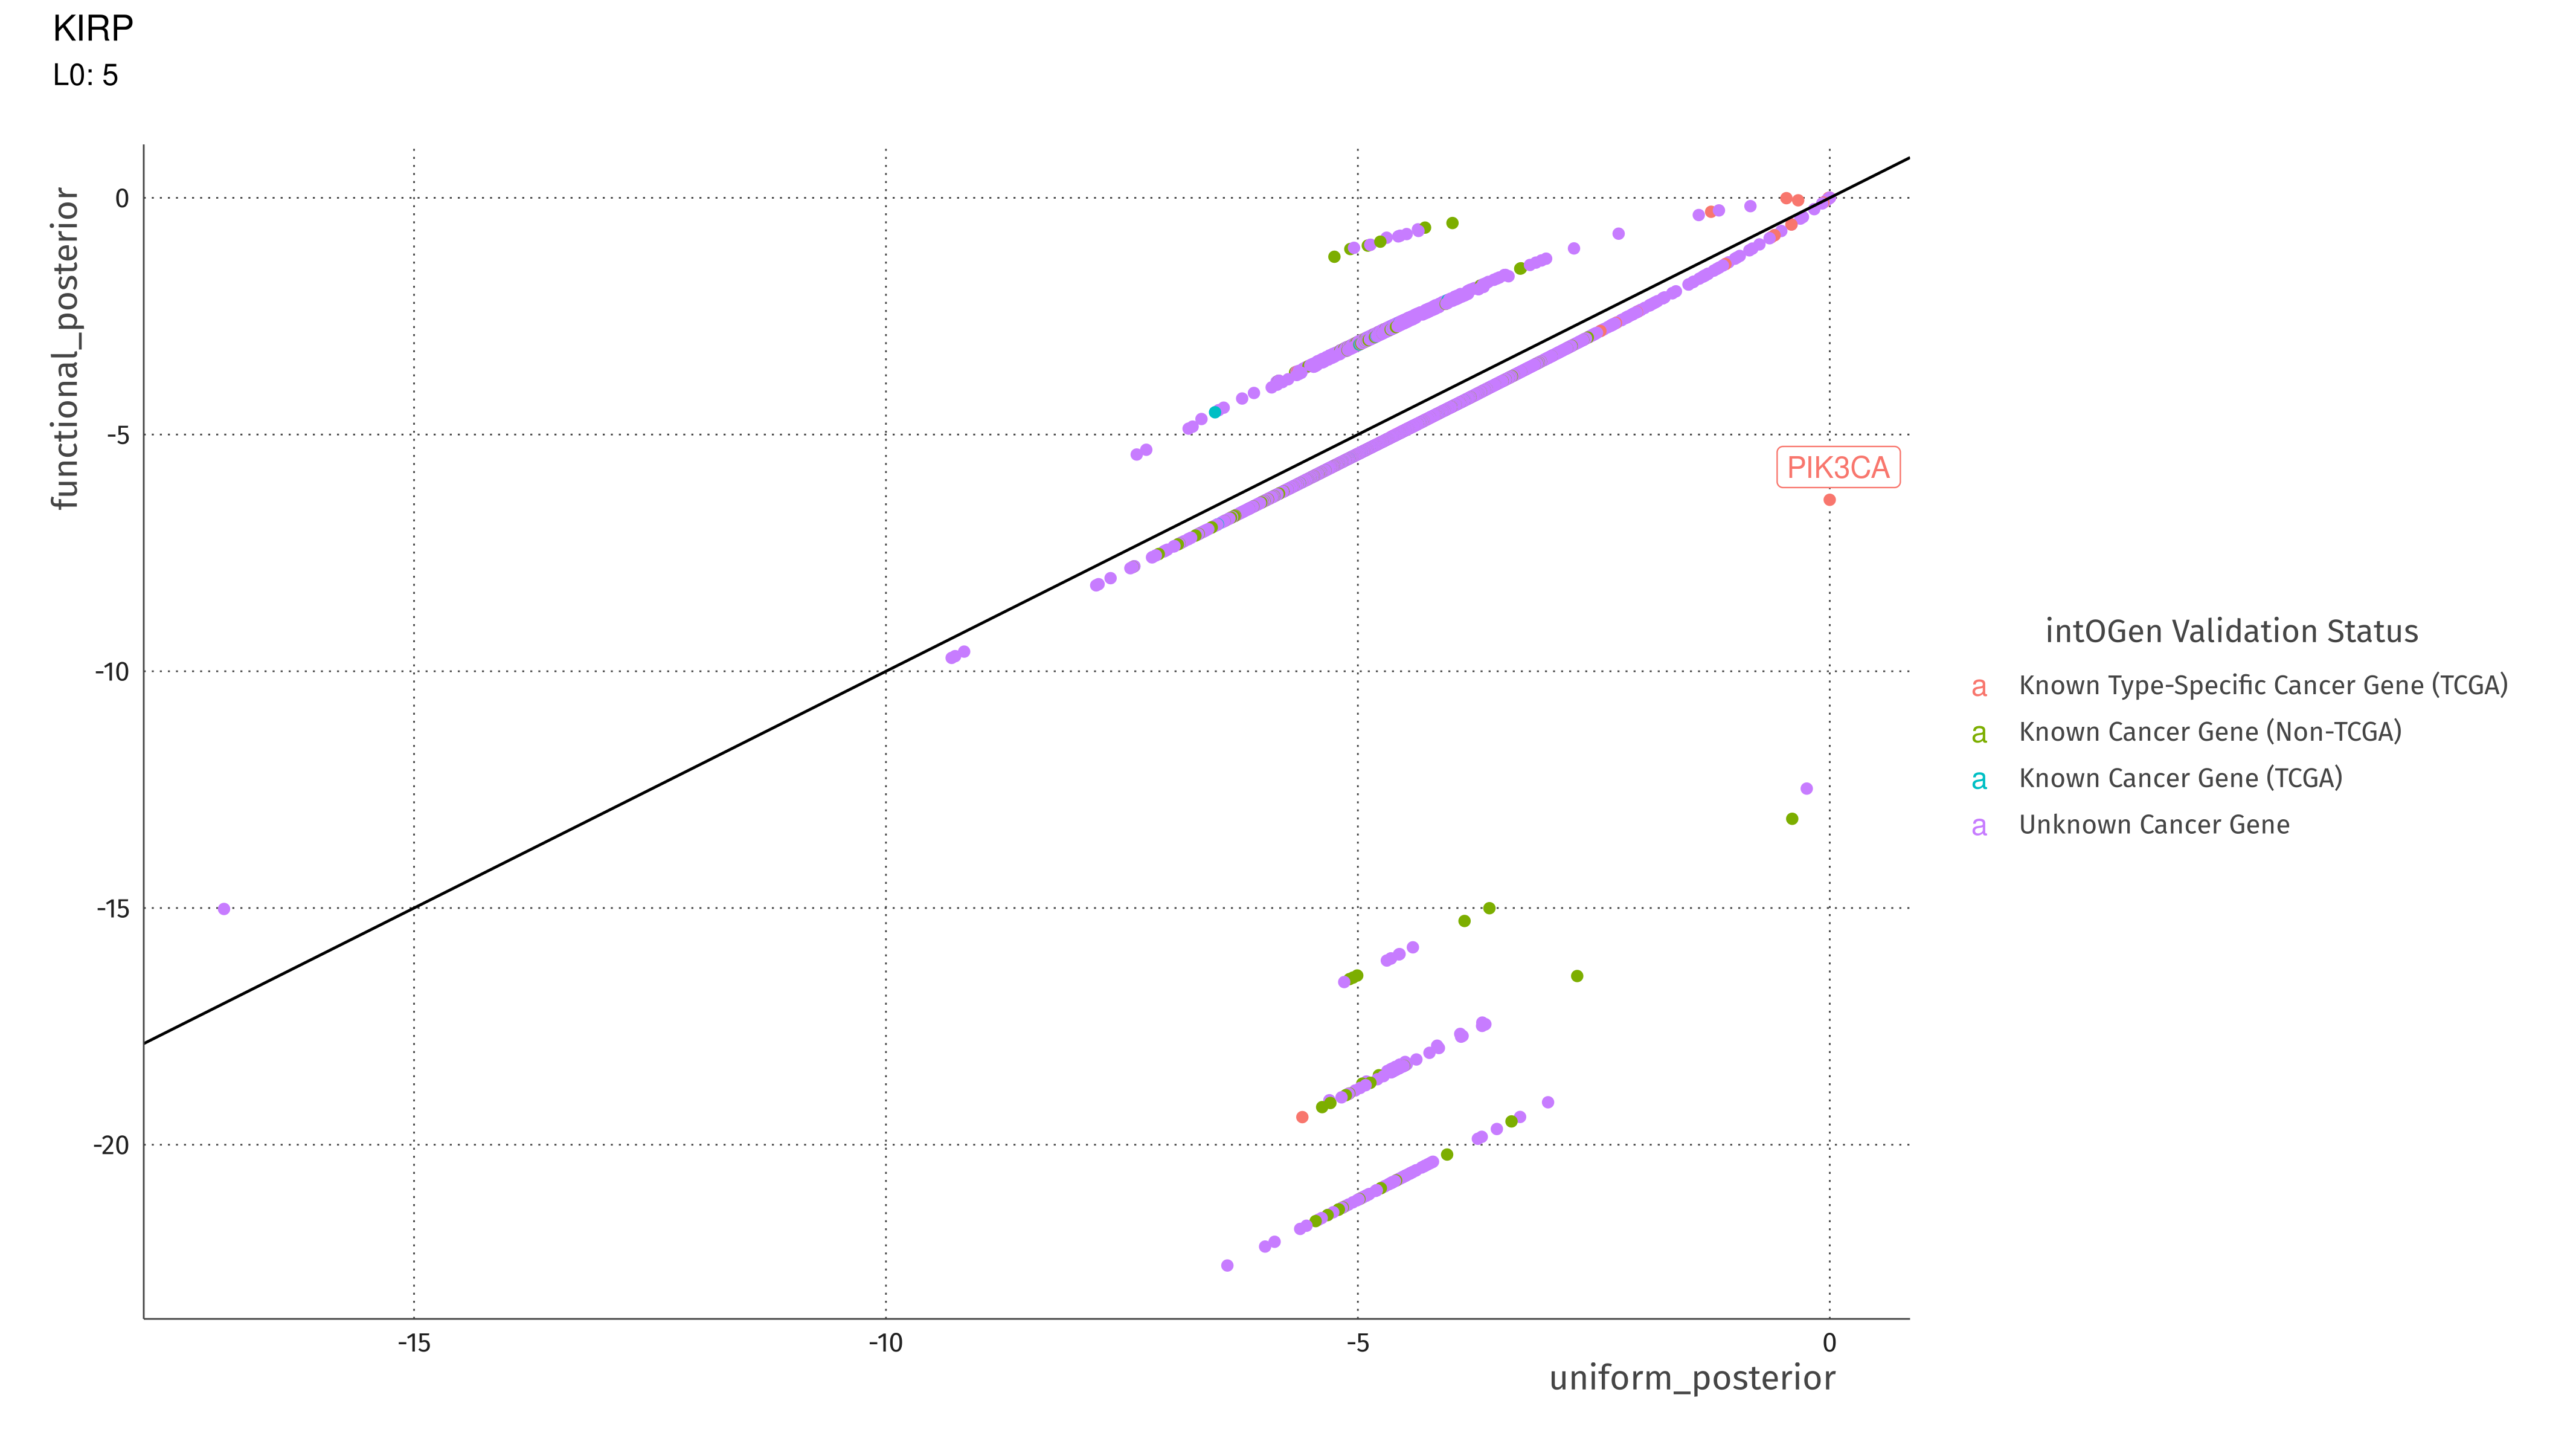 KIRP
L0: 5
functional_posterior
0
-5
-10
-15
-20
PIK3CA
-15
-10
-5
0
uniform_posterior
intOGen Validation Status
a Known Type-Specific Cancer Gene (TCGA)
a Known Cancer Gene (Non-TCGA)
a Known Cancer Gene (TCGA)
a Unknown Cancer Gene